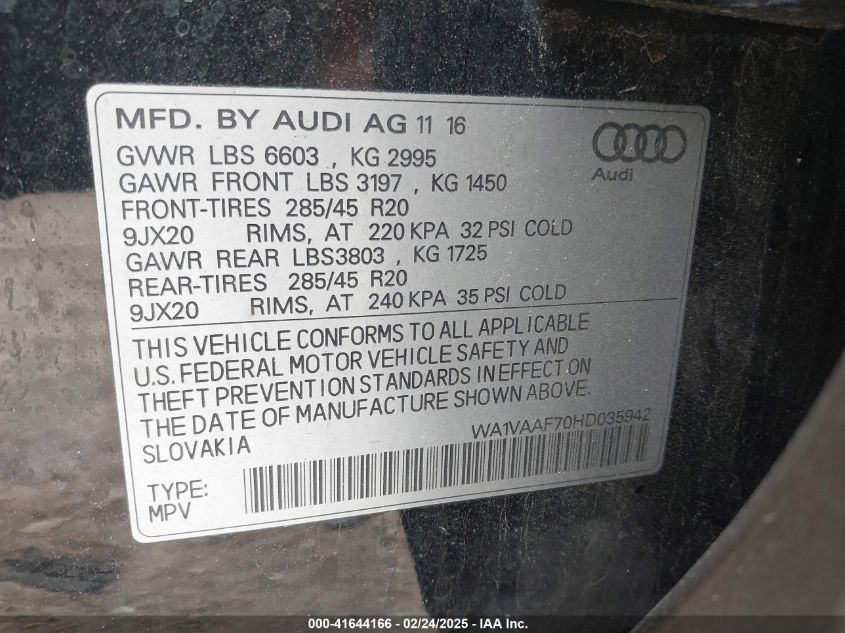 MFD. BY AUDI AG 11 16
Audi
GVWR LBS 6603 , KG 2995
GAWR FRONT LBS 3197 , KG 1450
FRONT-TIRES 285/45 R20
9JX20 RIMS, AT 220 KPA 32 PSI COLD
GAWR REAR LBS3803 , KG 1725
REAR-TIRES 285/45 R20
9JX20 RIMS, AT 240 KPA 35 PSI COLD
THIS VEHICLE CONFORMS TO ALL APPLICABLE
U.S. FEDERAL MOTOR VEHICLE SAFETY AND
THEFT PREVENTION STANDARDS IN EFFECT ON
THE DATE OF MANUFACTURE SHOWN ABOVE.
SLOVAKIA WA1VAAF70HD035942
TYPE:
MPV
000-41644166 - 02/24/2025 - IAA Inc.